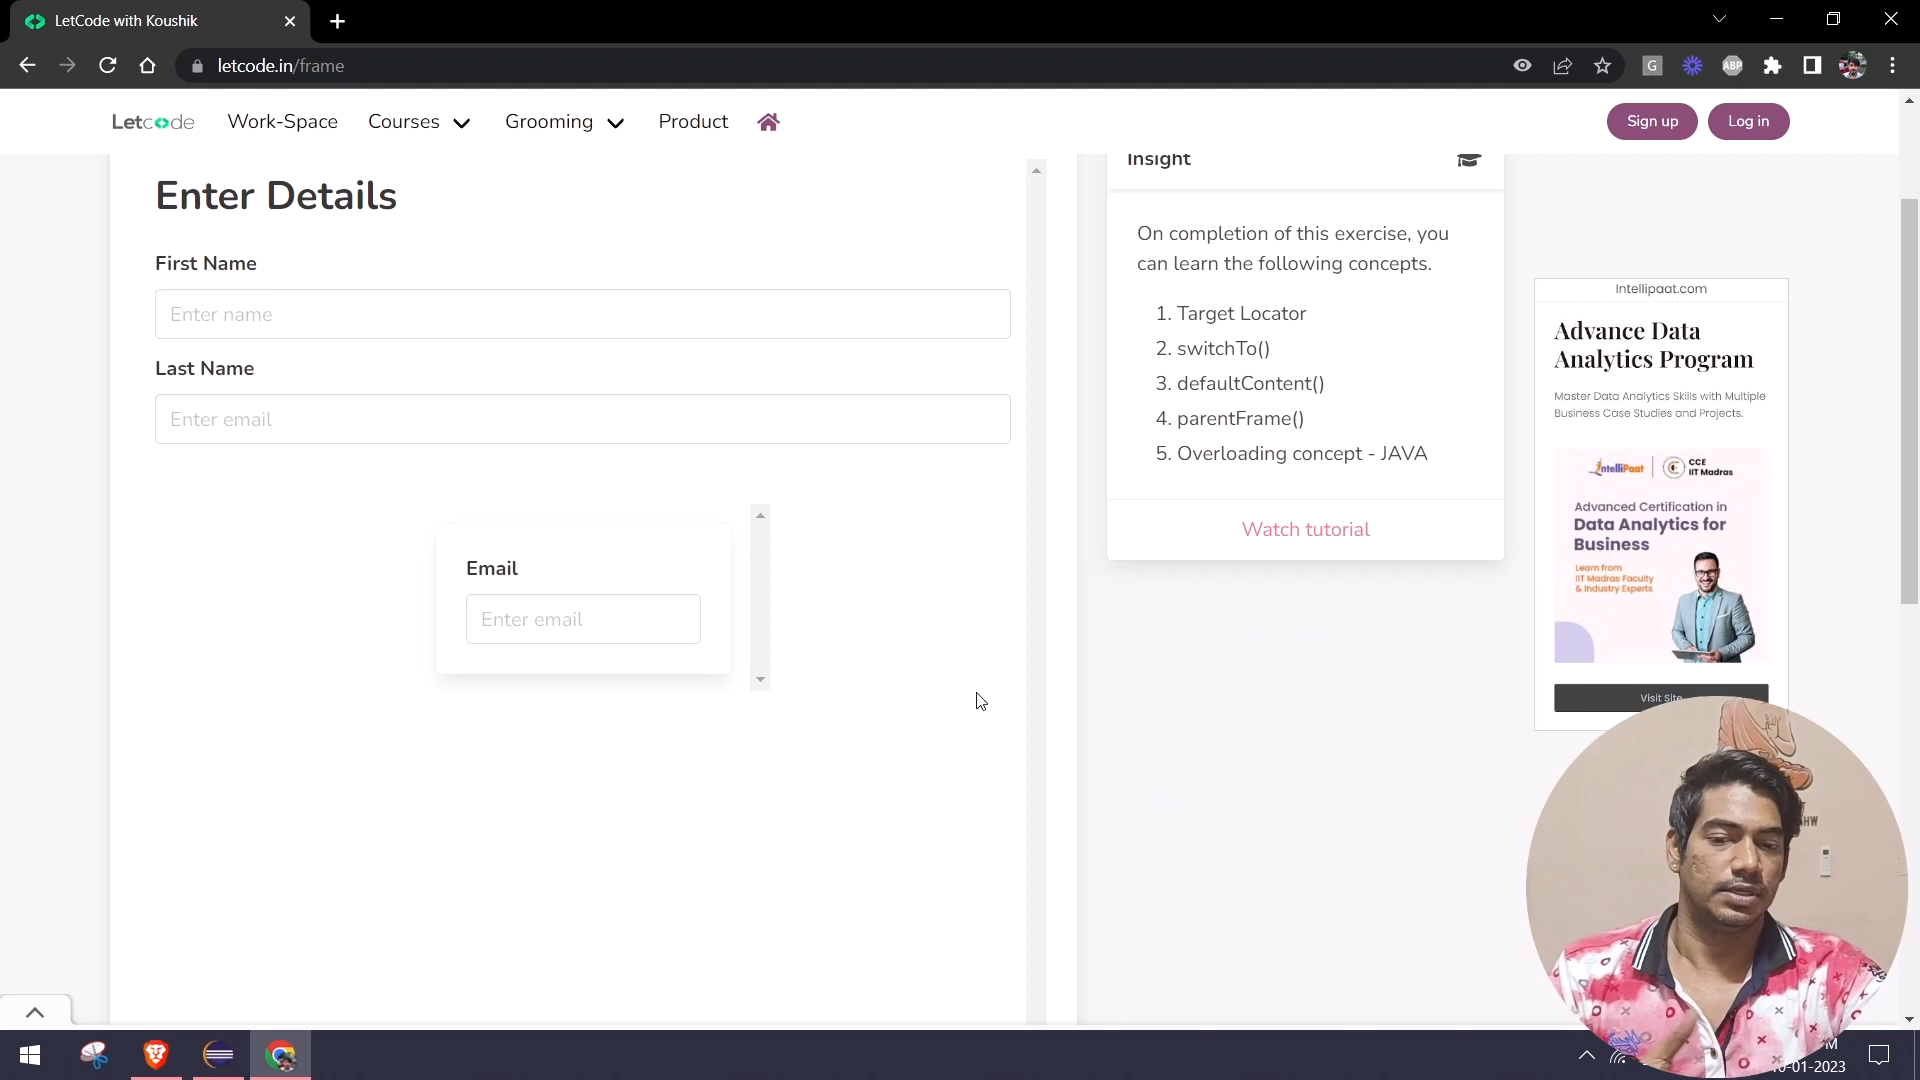 LetCode with Koushik
letcode.in/frame
G
ABP
Letcode
Work-Space
Courses
Grooming
Product
Sign up
Log in
Enter Details
First Name
Enter name
Last Name
Enter email
Email
Enter email
Insight
On completion of this exercise, you
can learn the following concepts.
1. Target Locator
2. switchTo()
3. defaultContent()
4. parentFrame()
5. Overloading concept - JAVA
Watch tutorial
Intellipaat.com
Advance Data
Analytics Program
Master Data Analytics Skills with Multiple
Business Case Studies and Projects.
IntelliPaat
CCE
IIT Madras
Advanced Certification in
Data Analytics for
Business
Learn from
IIT Madras Faculty
& Industry Experts
Visit Site
-01-2023